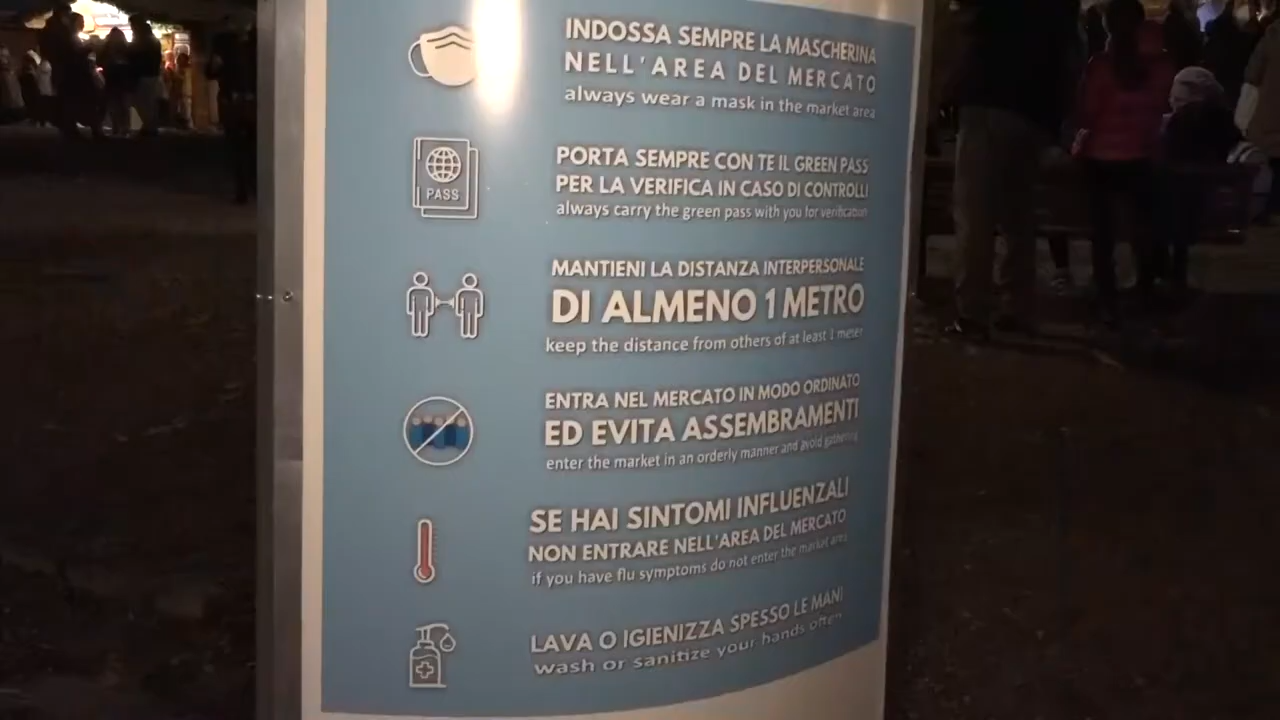 INDOSSA SEMPRE LA MASCHERINA
NELL'AREA DEL MERCATO
always wear a mask in the market area
PASS
PORTA SEMPRE CON TE IL GREEN PASS
PER LA VERIFICA IN CASO DI CONTROLLI
always carry the green pass with you for verification
MANTIENI LA DISTANZA INTERPERSONALE
DI ALMENO 1 METRO
keep the distance from others of at least 1 meter
ENTRA NEL MERCATO IN MODO ORDINATO
ED EVITA ASSEMBRAMENTI
enter the market in an orderly manner and avoid gathering
SE HAI SINTOMI INFLUENZALI
NON ENTRARE NELL'AREA DEL MERCATO
if you have flu symptoms do not enter the market area
LAVA O IGIENIZZA SPESSO LE MANI
wash or sanitize your hands often